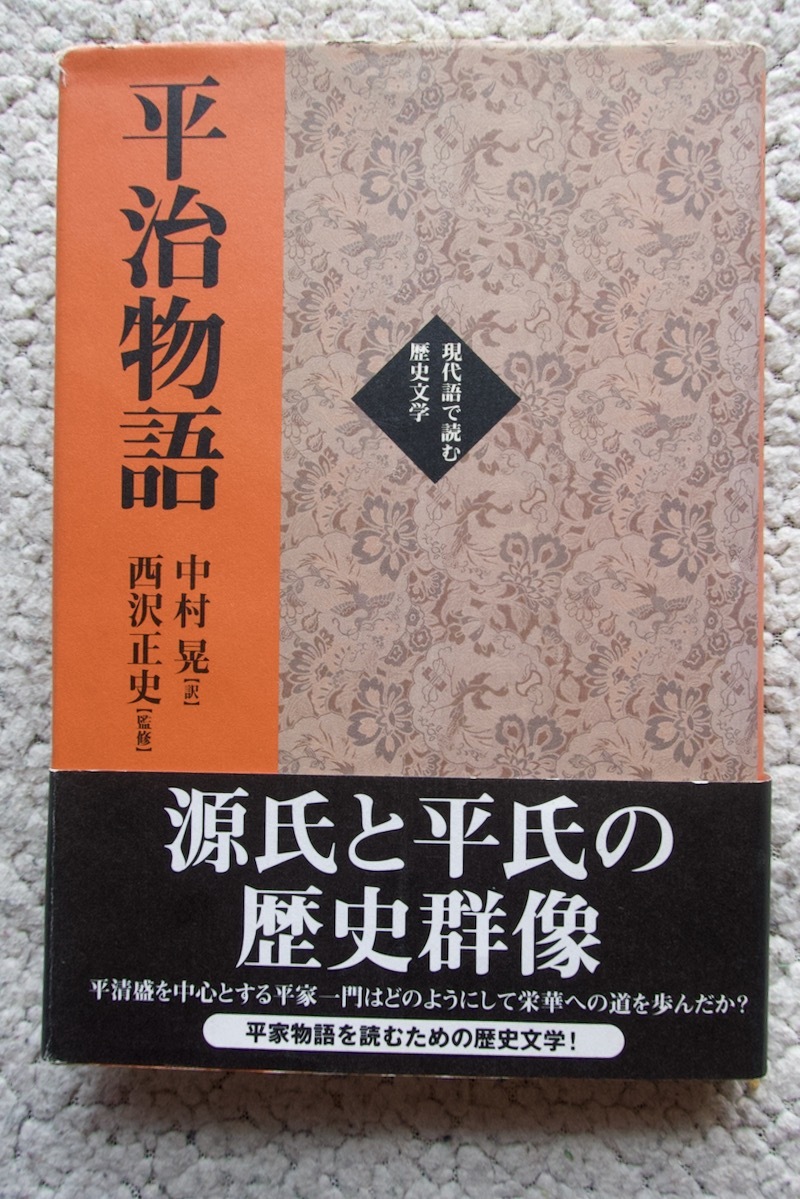 平治物語
現代語で読む
歴史文学
中村 晃［訳］
西沢正史［監修］
源氏と平氏の
歴史群像
平清盛を中心とする平家一門はどのようにして栄華への道を歩んだか？
平家物語を読むための歴史文学！